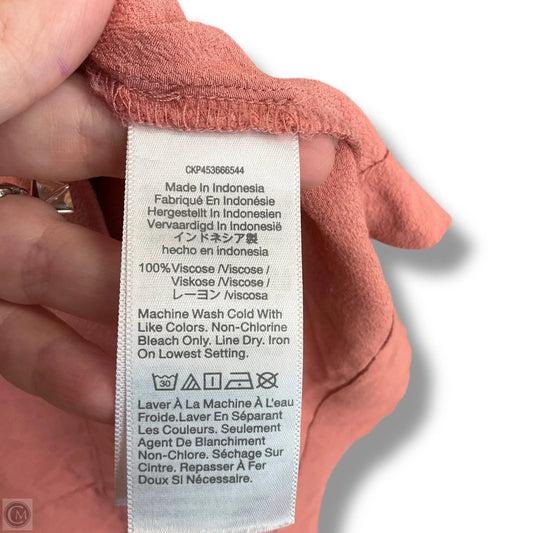 CKP453666544
Made In Indonesia
Fabriqué En Indonésie
Hergestellt In Indonesien
Vervaardigd In Indonesië
インドネシア製
hecho en indonesia
100%Viscose /Viscose /
Viskose /Viscose /
レーヨン /viscosa
Machine Wash Cold With
Like Colors. Non-Chlorine
Bleach Only. Line Dry. Iron
On Lowest Setting.
30
Laver À La Machine À L'eau
Froide.Laver En Séparant
Les Couleurs. Seulement
Agent De Blanchiment
Non-Chlore. Séchage Sur
Cintre. Repasser À Fer
Doux SI Nécessaire.
CM